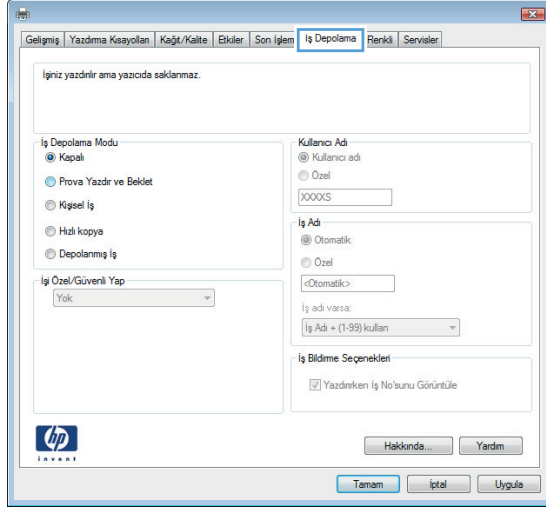 Gelişmiş Yazdırma Kısayolları Kağıt/Kalite Etkiler Son İşlem İş Depolama Renkli Servisler
İşiniz yazdırılır ama yazıcıda saklanmaz.
İş Depolama Modu
Kapalı
Prova Yazdır ve Beklet
Kişisel İş
Hızlı kopya
Depolanmış İş
İşi Özel/Güvenli Yap
Yok
Kullanıcı Adı
Kullanıcı adı
Özel
XXXXS
İş Adı
Otomatik
Özel
<Otomatik>
İş adı varsa:
İş Adı + (1-99) kullan
İş Bildirme Seçenekleri
Yazdırırken İş No'sunu Görüntüle
hp
invent
Hakkında... Yardım
Tamam İptal Uygula